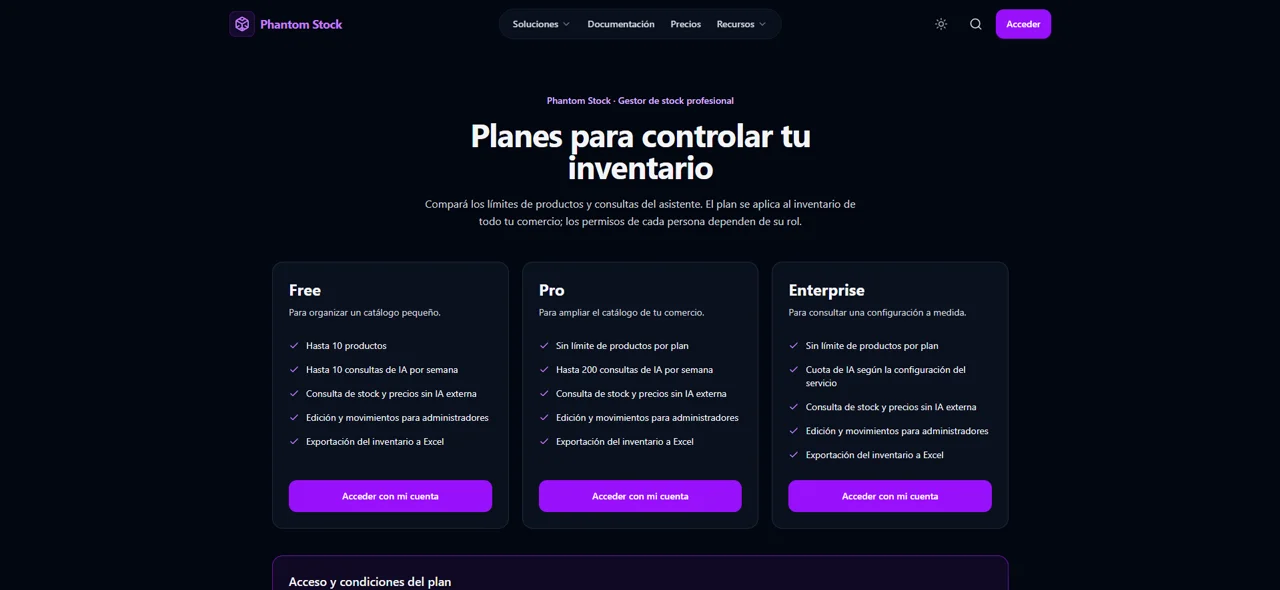 Phantom Stock
Soluciones
Documentación
Precios
Recursos
Acceder
Phantom Stock · Gestor de stock profesional
Planes para controlar tu
inventario
Compará los límites de productos y consultas del asistente. El plan se aplica al inventario de
todo tu comercio; los permisos de cada persona dependen de su rol.
Free
Para organizar un catálogo pequeño.
Hasta 10 productos
Hasta 10 consultas de IA por semana
Consulta de stock y precios sin IA externa
Edición y movimientos para administradores
Exportación del inventario a Excel
Acceder con mi cuenta
Pro
Para ampliar el catálogo de tu comercio.
Sin límite de productos por plan
Hasta 200 consultas de IA por semana
Consulta de stock y precios sin IA externa
Edición y movimientos para administradores
Exportación del inventario a Excel
Acceder con mi cuenta
Enterprise
Para consultar una configuración a medida.
Sin límite de productos por plan
Cuota de IA según la configuración del
servicio
Consulta de stock y precios sin IA externa
Edición y movimientos para administradores
Exportación del inventario a Excel
Acceder con mi cuenta
Acceso y condiciones del plan